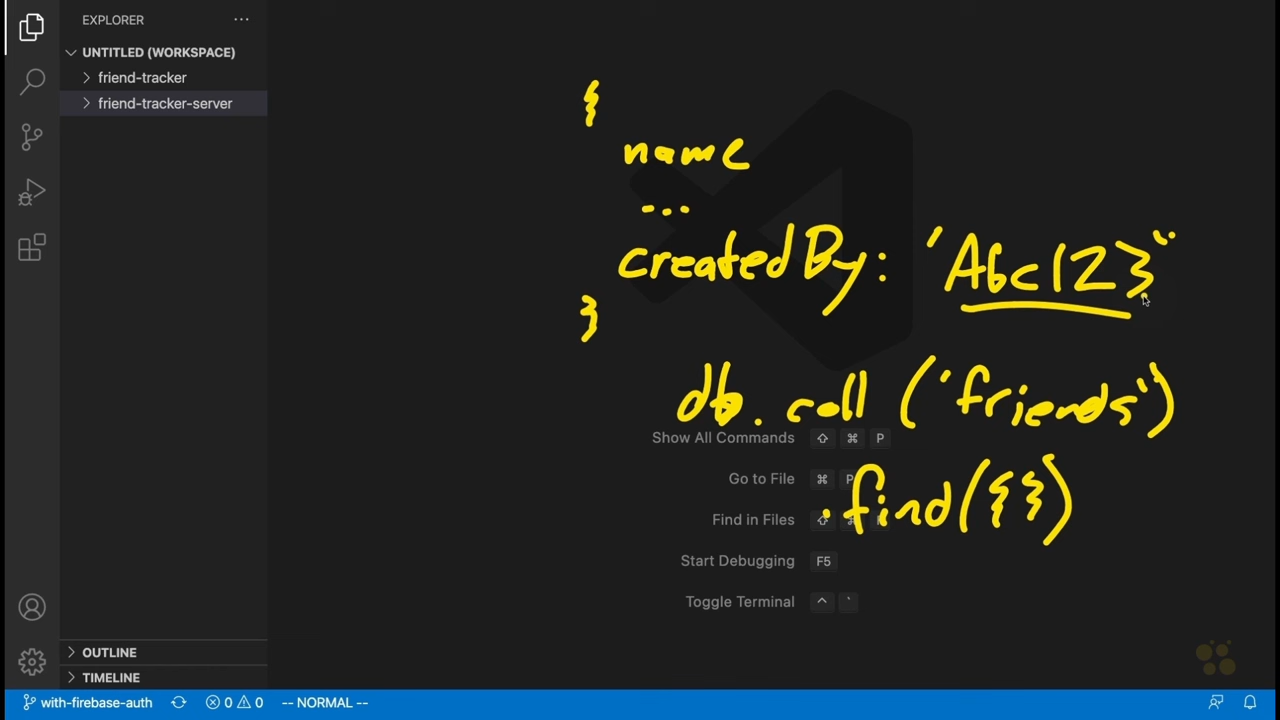 EXPLORER
UNTITLED (WORKSPACE)
friend-tracker
friend-tracker-server
{
name
...
createdBy: 'Abc123"
}
db.coll ('friends')
.find({})
Show All Commands ⇧ ⌘ P
Go to File ⌘ P
Find in Files ⇧ ⌘ F
Start Debugging F5
Toggle Terminal ^ `
OUTLINE
TIMELINE
with-firebase-auth 0 0 -- NORMAL --